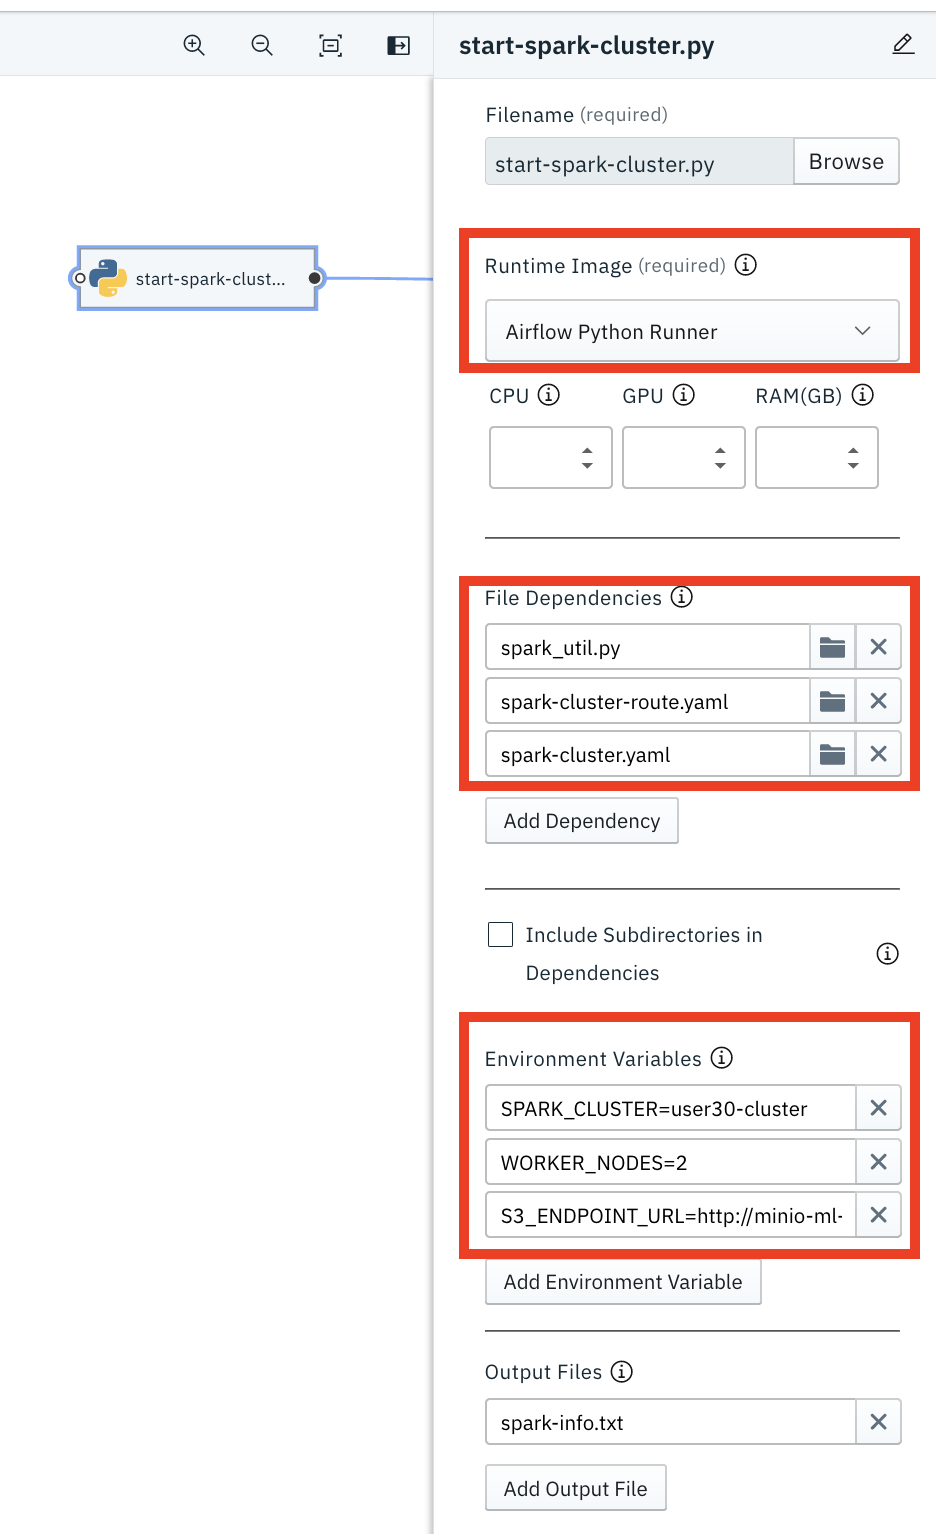 start-spark-cluster.py
Filename (required)
start-spark-cluster.py
Browse
start-spark-clust...
Runtime Image (required)
Airflow Python Runner
CPU
GPU
RAM(GB)
File Dependencies
spark_util.py
spark-cluster-route.yaml
spark-cluster.yaml
Add Dependency
Include Subdirectories in
Dependencies
Environment Variables
SPARK_CLUSTER=user30-cluster
WORKER_NODES=2
S3_ENDPOINT_URL=http://minio-ml-
Add Environment Variable
Output Files
spark-info.txt
Add Output File